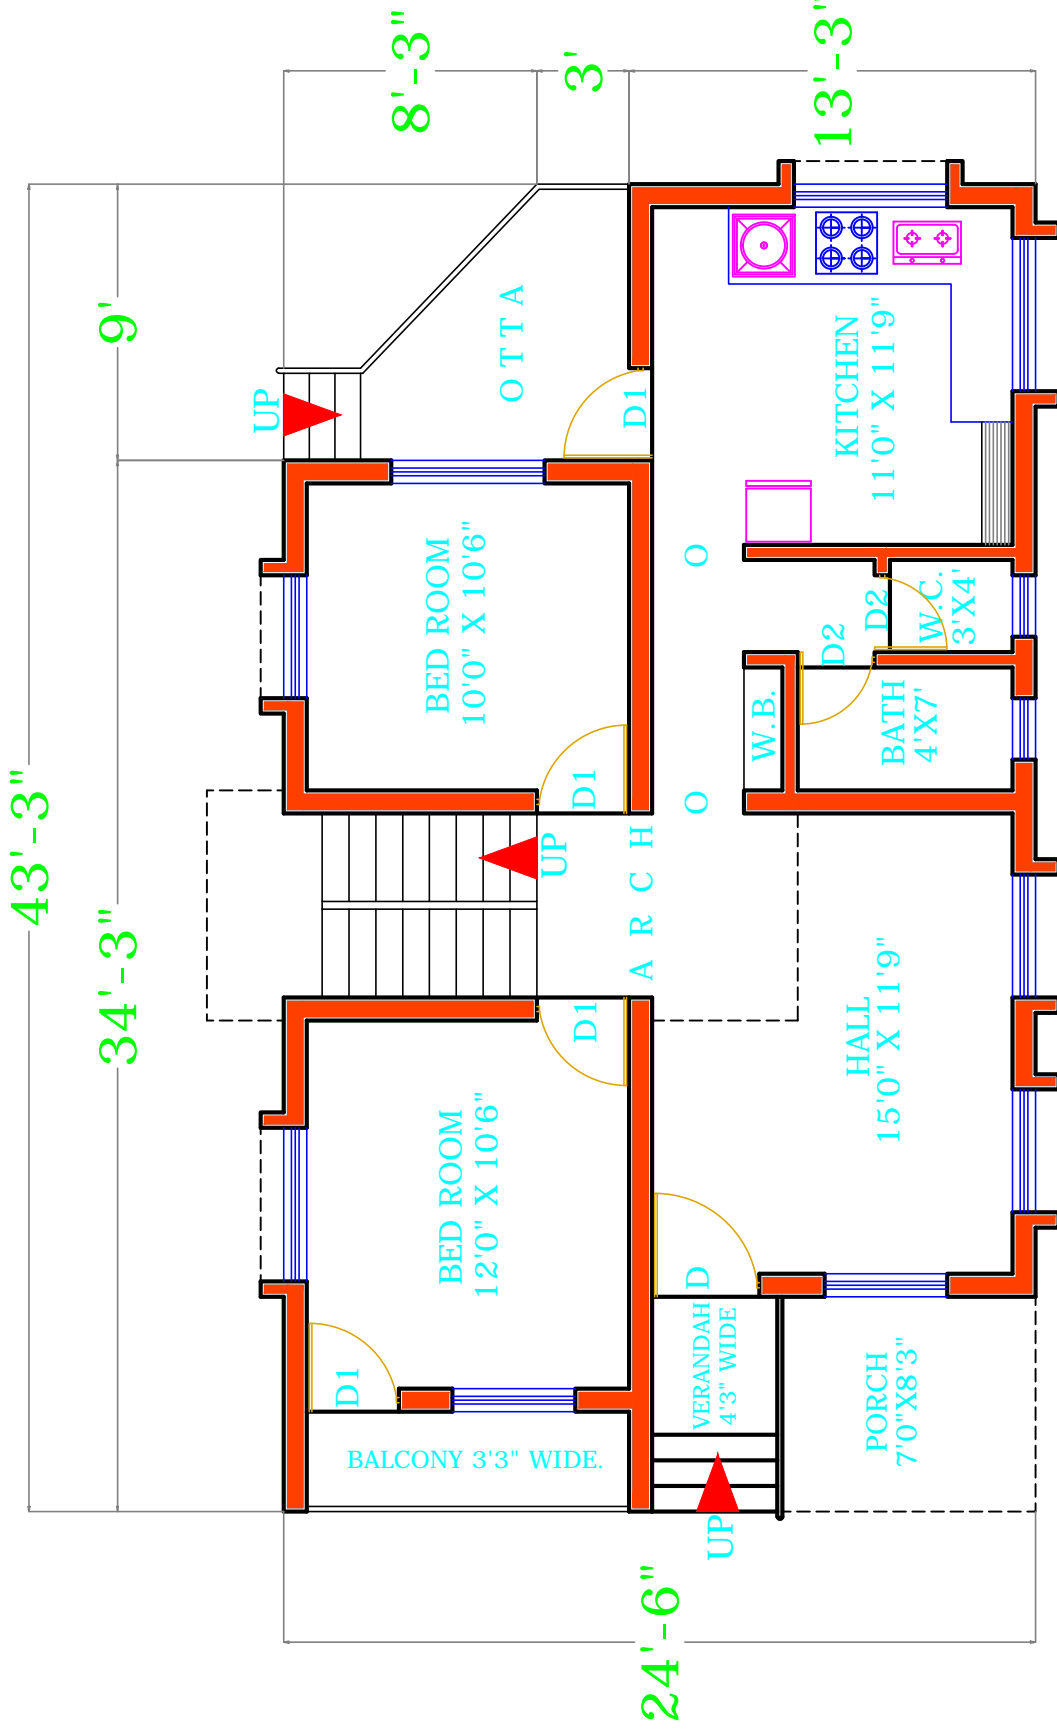 8'-3"
3'
13'-3"
9'
43'-3"
34'-3"
24'-6"
UP
OTTA
D1
KITCHEN
11'0" X 11'9"
BED ROOM
10'0" X 10'6"
O
D2
D2
W.C.
3'X4'
W.B.
BATH
4'X7'
D1
O
UP
ARCH
D1
HALL
15'0" X 11'9"
BED ROOM
12'0" X 10'6"
D
D1
VERANDAH
4'3" WIDE
PORCH
7'0"X8'3"
BALCONY 3'3" WIDE.
UP